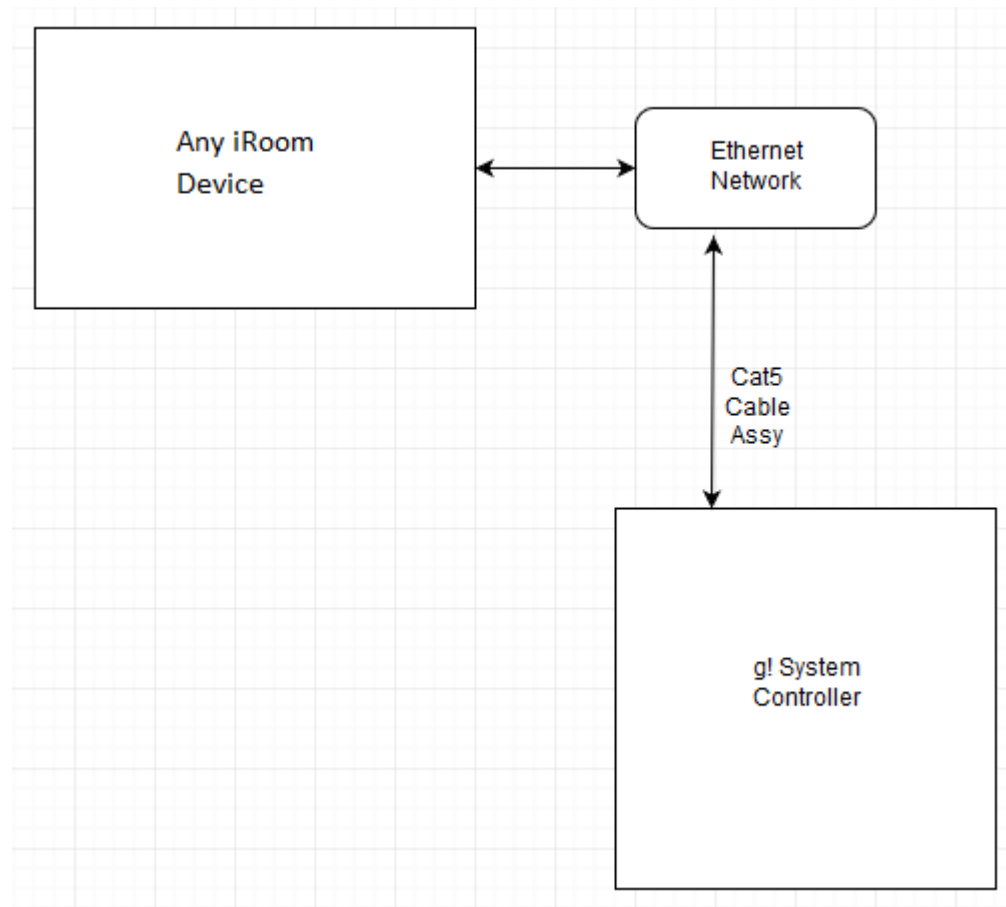 Any iRoom
Device
Ethernet
Network
Cat5
Cable
Assy
g! System
Controller